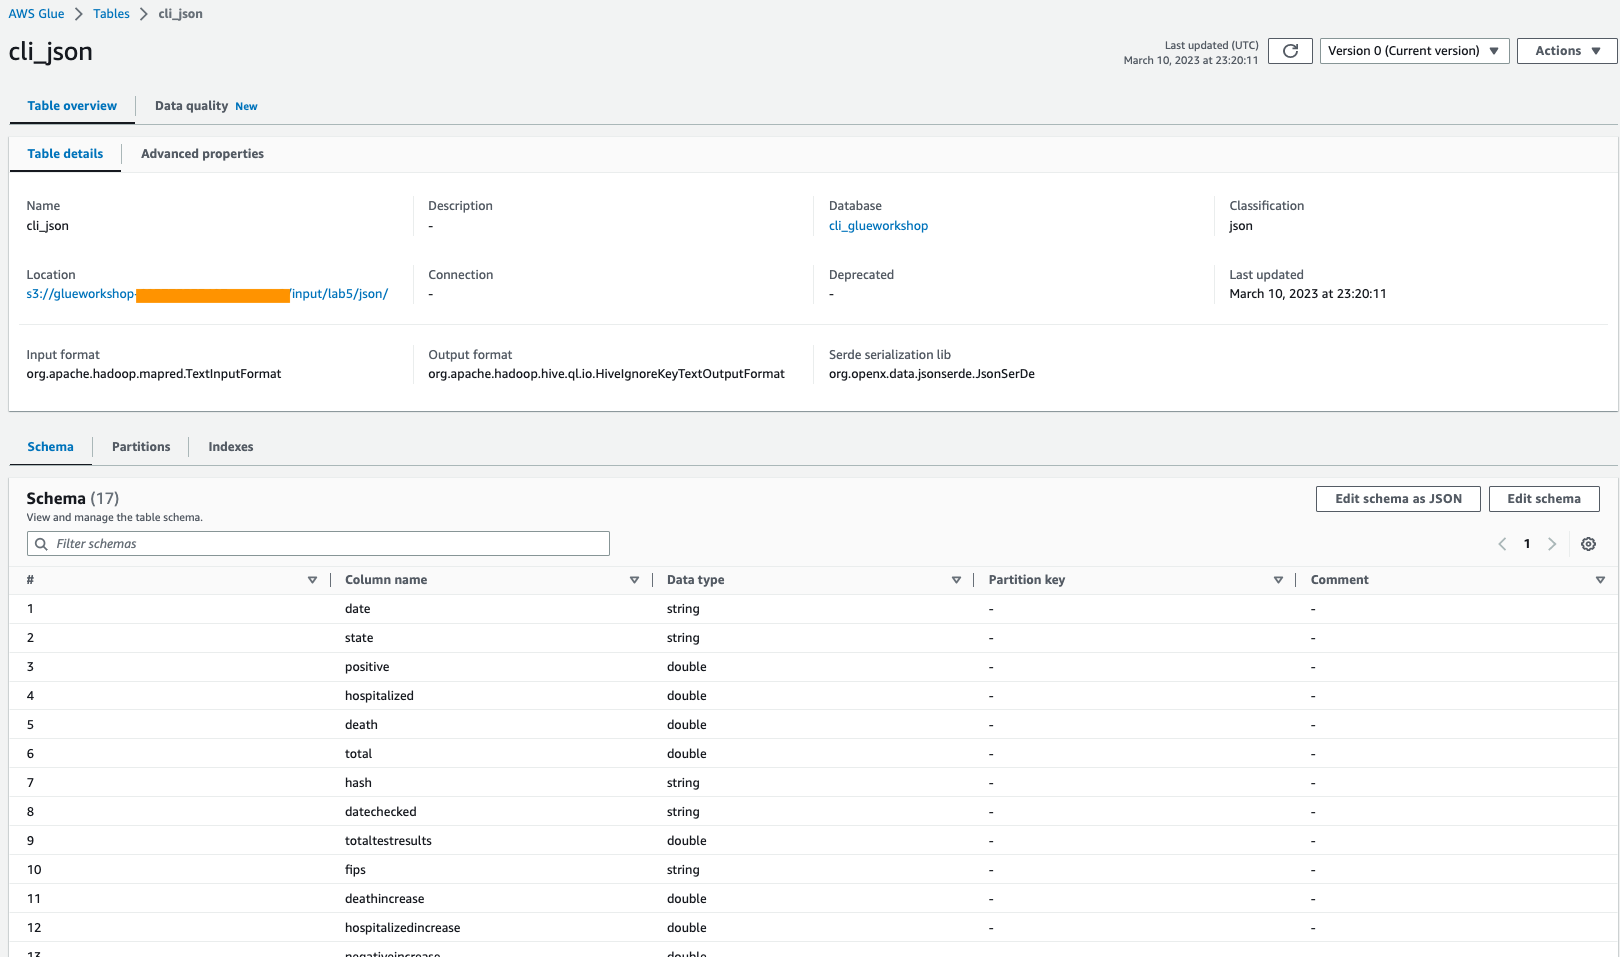 AWS Glue > Tables > cli_json
cli_json
Last updated (UTC)
March 10, 2023 at 23:20:11
Version 0 (Current version)
Actions
Table overview
Data quality New
Table details
Advanced properties
Name
cli_json
Description
-
Database
cli_glueworkshop
Classification
json
Location
s3://glueworkshop- /input/lab5/json/
Connection
-
Deprecated
-
Last updated
March 10, 2023 at 23:20:11
Input format
org.apache.hadoop.mapred.TextInputFormat
Output format
org.apache.hadoop.hive.ql.io.HiveIgnoreKeyTextOutputFormat
Serde serialization lib
org.openx.data.jsonserde.JsonSerDe
Schema
Partitions
Indexes
Schema (17)
View and manage the table schema.
Edit schema as JSON
Edit schema
Filter schemas
< 1 >
# Column name Data type Partition key Comment
1 date string - -
2 state string - -
3 positive double - -
4 hospitalized double - -
5 death double - -
6 total double - -
7 hash string - -
8 datechecked string - -
9 totaltestresults double - -
10 fips string - -
11 deathincrease double - -
12 hospitalizedincrease double - -
13 negativeincrease double